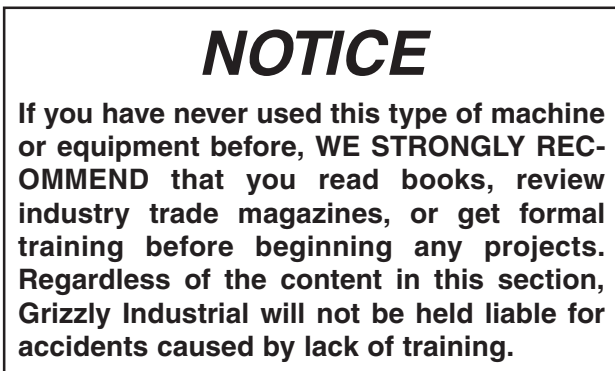 NOTICE
If you have never used this type of machine
or equipment before, WE STRONGLY REC-
OMMEND that you read books, review
industry trade magazines, or get formal
training before beginning any projects.
Regardless of the content in this section,
Grizzly Industrial will not be held liable for
accidents caused by lack of training.